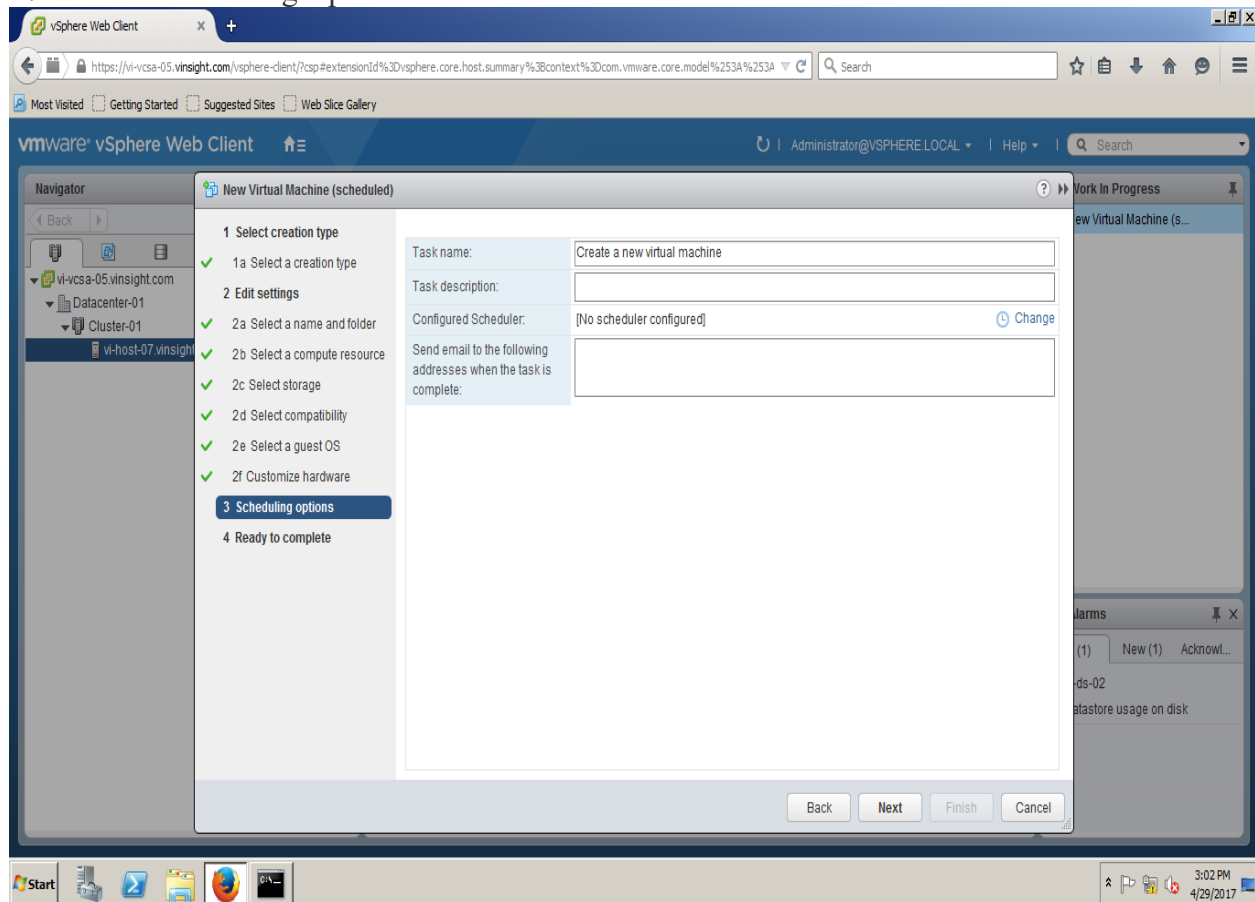 vSphere Web Client
https://vi-vcsa-05.vinsight.com/vsphere-client/?csp#extensionId%3Dvsphere.core.host.summary%3Bcontext%3Dcom.vmware.core.model%253A%253A
Search
Most Visited Getting Started Suggested Sites Web Slice Gallery
vmware® vSphere Web Client
Administrator@VSPHERE.LOCAL
Help
Search
Navigator
Back
vi-vcsa-05.vinsight.com
Datacenter-01
Cluster-01
vi-host-07.vinsight
New Virtual Machine (scheduled)
1 Select creation type
1a Select a creation type
2 Edit settings
2a Select a name and folder
2b Select a compute resource
2c Select storage
2d Select compatibility
2e Select a guest OS
2f Customize hardware
3 Scheduling options
4 Ready to complete
Task name: Create a new virtual machine
Task description:
Configured Scheduler: [No scheduler configured] Change
Send email to the following
addresses when the task is
complete:
Back Next Finish Cancel
Work In Progress
ew Virtual Machine (s...
larms
(1) New (1) Acknowl...
-ds-02
atastore usage on disk
Start
3:02 PM
4/29/2017